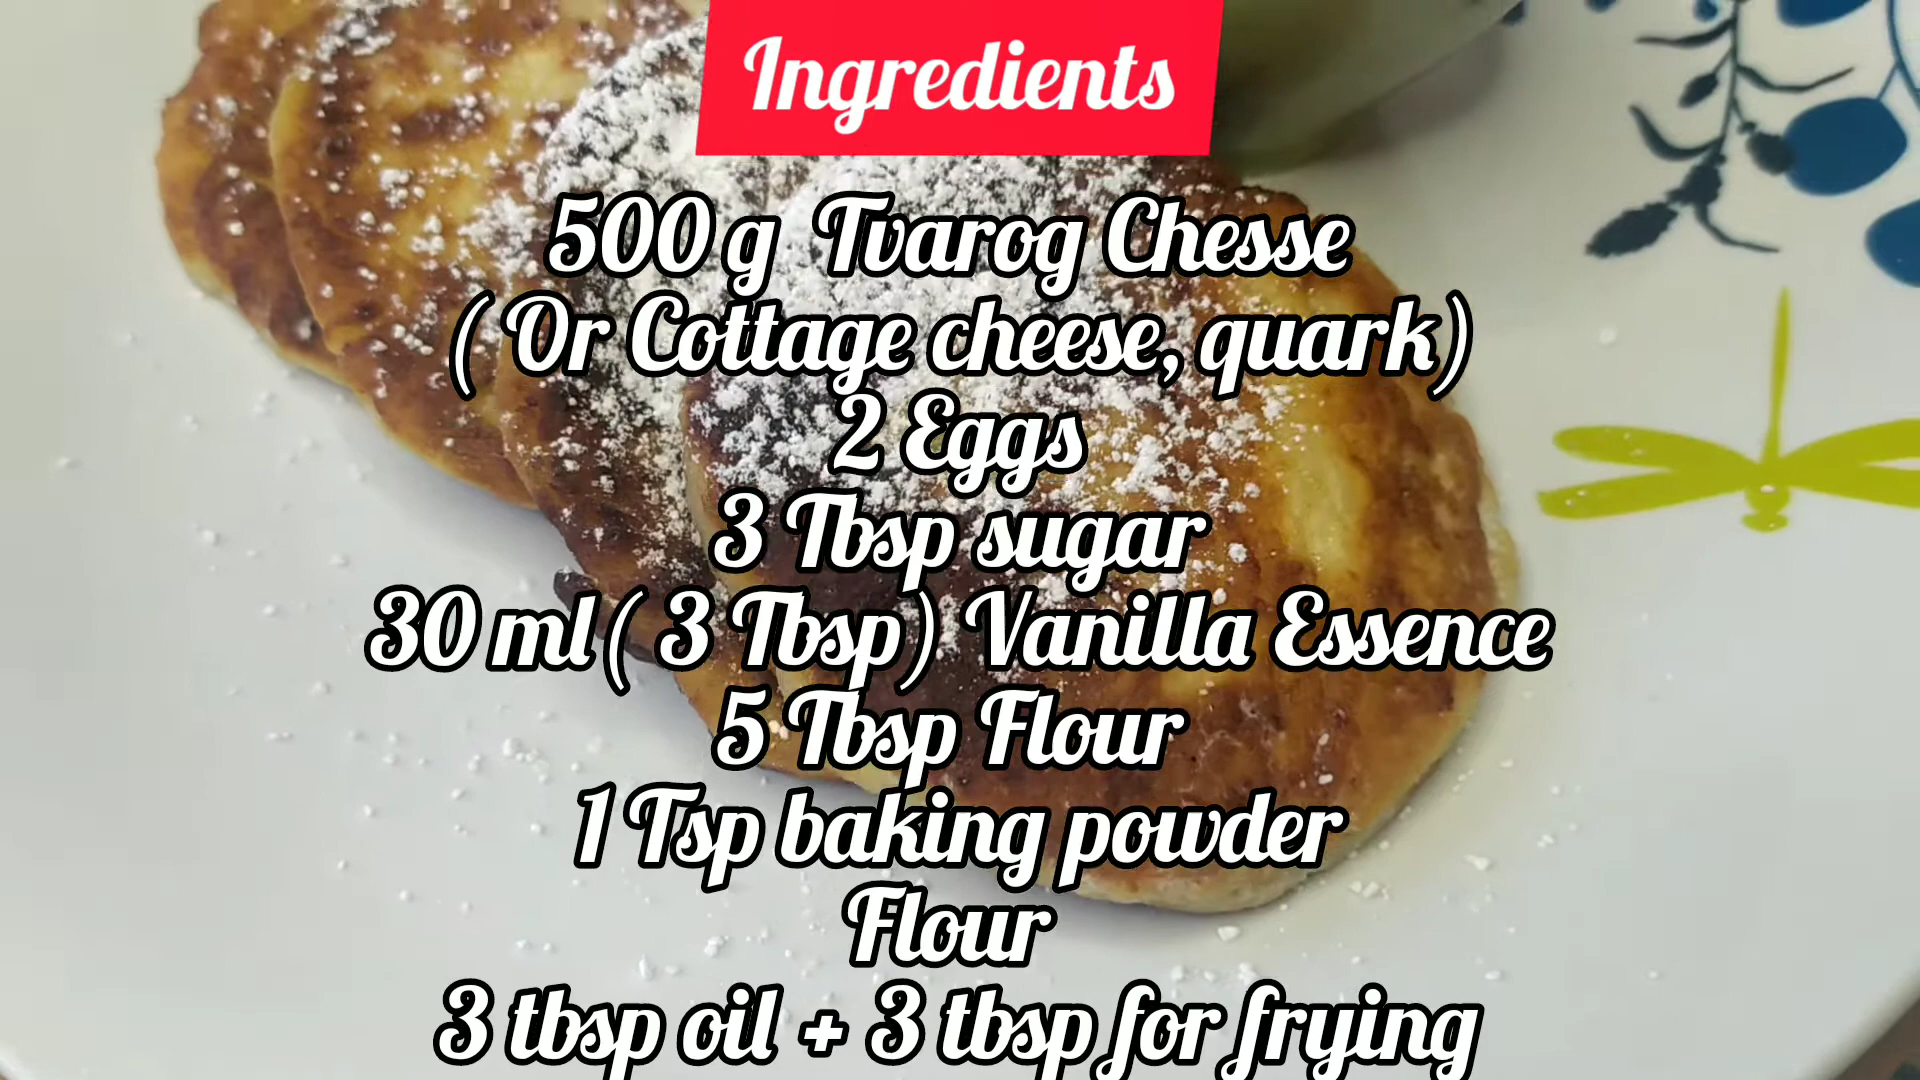 Ingredients
500 g Tvarog Chesse
( Or Cottage cheese, quark)
2 Eggs
3 Tbsp sugar
30 ml ( 3 Tbsp) Vanilla Essence
5 Tbsp Flour
1 Tsp baking powder
Flour
3 tbsp oil + 3 tbsp for frying